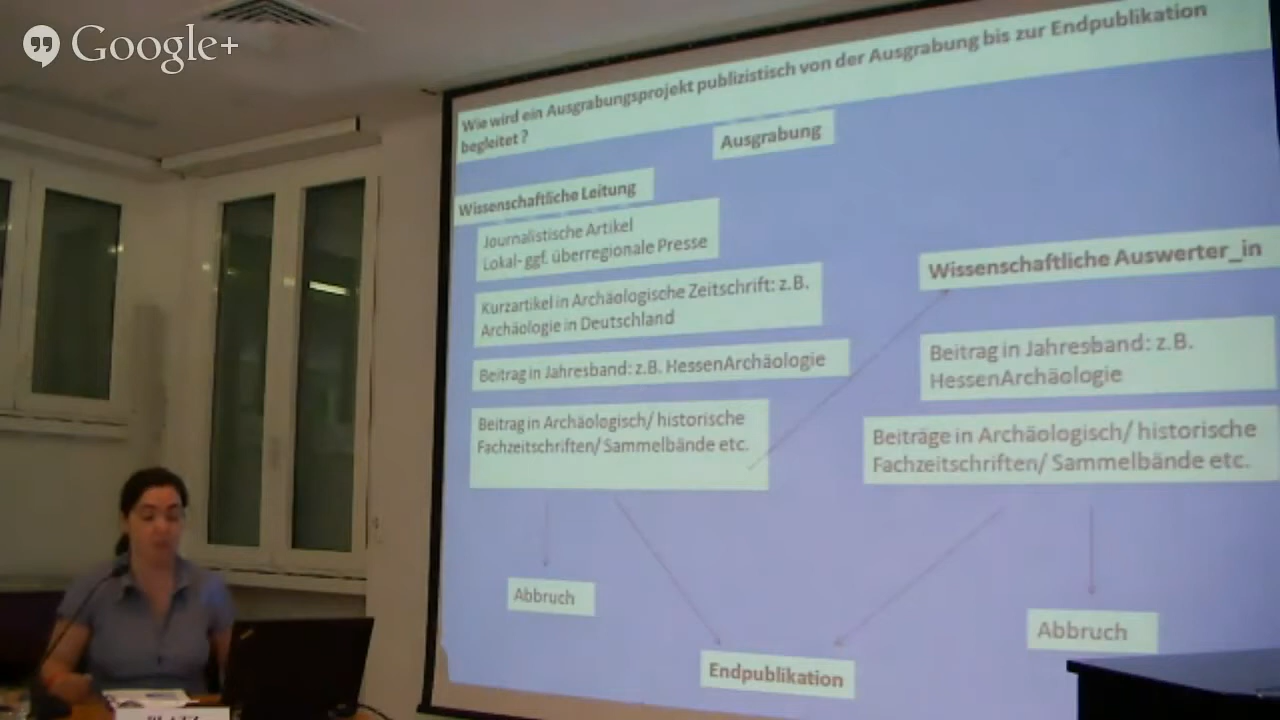 Google+
Wie wird ein Ausgrabungsprojekt publizistisch von der Ausgrabung bis zur Endpublikation
begleitet ?
Ausgrabung
Wissenschaftliche Leitung
Journalistische Artikel
Lokal- ggf. überregionale Presse
Kurzartikel in Archäologische Zeitschrift: z.B.
Archäologie in Deutschland
Beitrag in Jahresband: z.B. HessenArchäologie
Beitrag in Archäologisch/ historische
Fachzeitschriften/ Sammelbände etc.
Wissenschaftliche Auswerter_in
Beitrag in Jahresband: z.B.
HessenArchäologie
Beiträge in Archäologisch/ historische
Fachzeitschriften/ Sammelbände etc.
Abbruch
Abbruch
Endpublikation